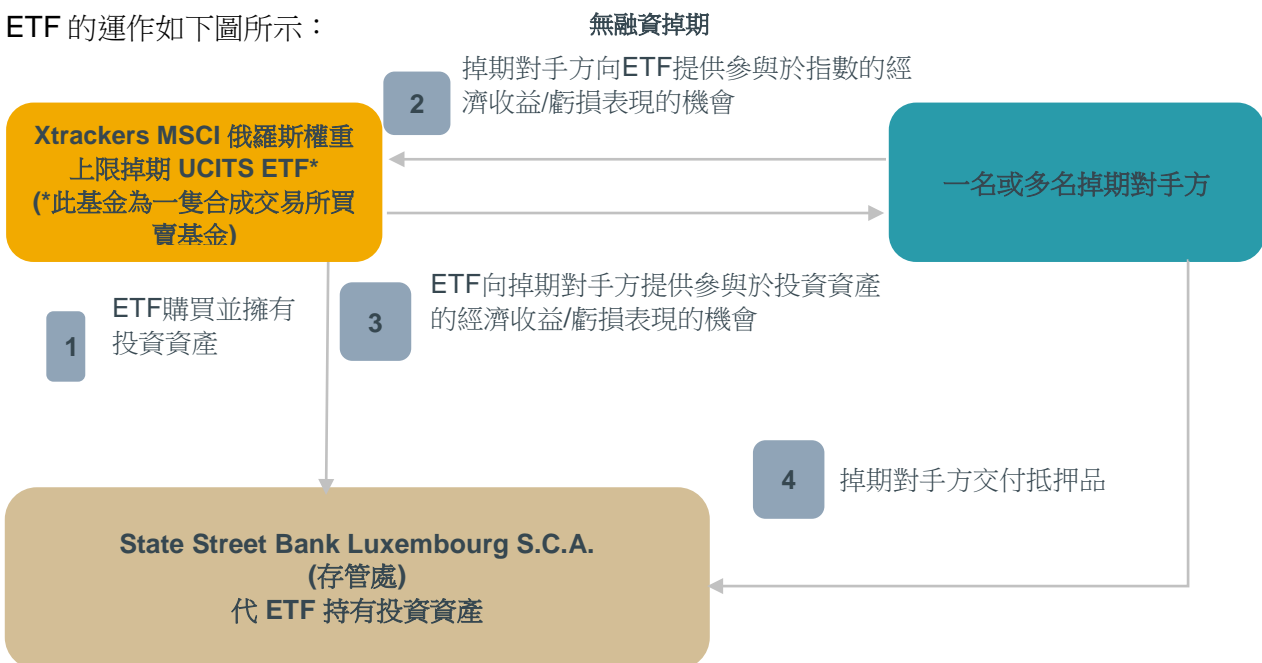 ETF 的運作如下圖所示：
無融資掉期
2
掉期對手方向ETF提供參與於指數的經
濟收益/虧損表現的機會
Xtrackers MSCI 俄羅斯權重
上限掉期 UCITS ETF*
(*此基金為一隻合成交易所買
賣基金)
一名或多名掉期對手方
1
ETF購買並擁有
投資資產
3
ETF向掉期對手方提供參與於投資資產
的經濟收益/虧損表現的機會
4
掉期對手方交付抵押品
State Street Bank Luxembourg S.C.A.
(存管處)
代 ETF 持有投資資產